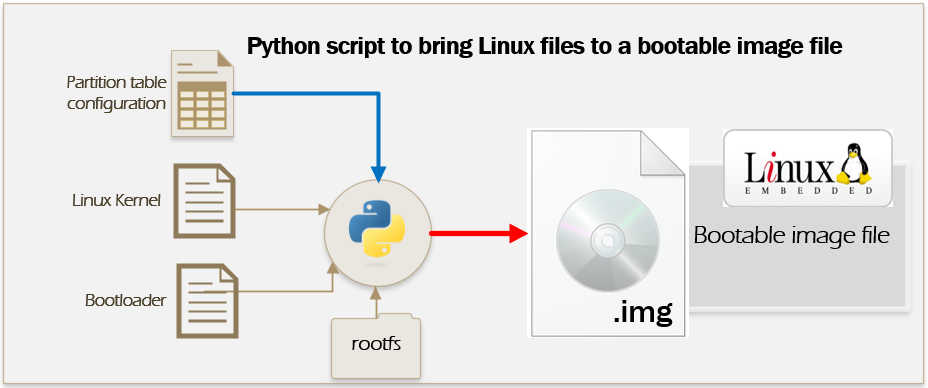 Python script to bring Linux files to a bootable image file
Partition table
configuration
Linux Kernel
Bootloader
rootfs
.img
Linux
EMBEDDED
Bootable image file